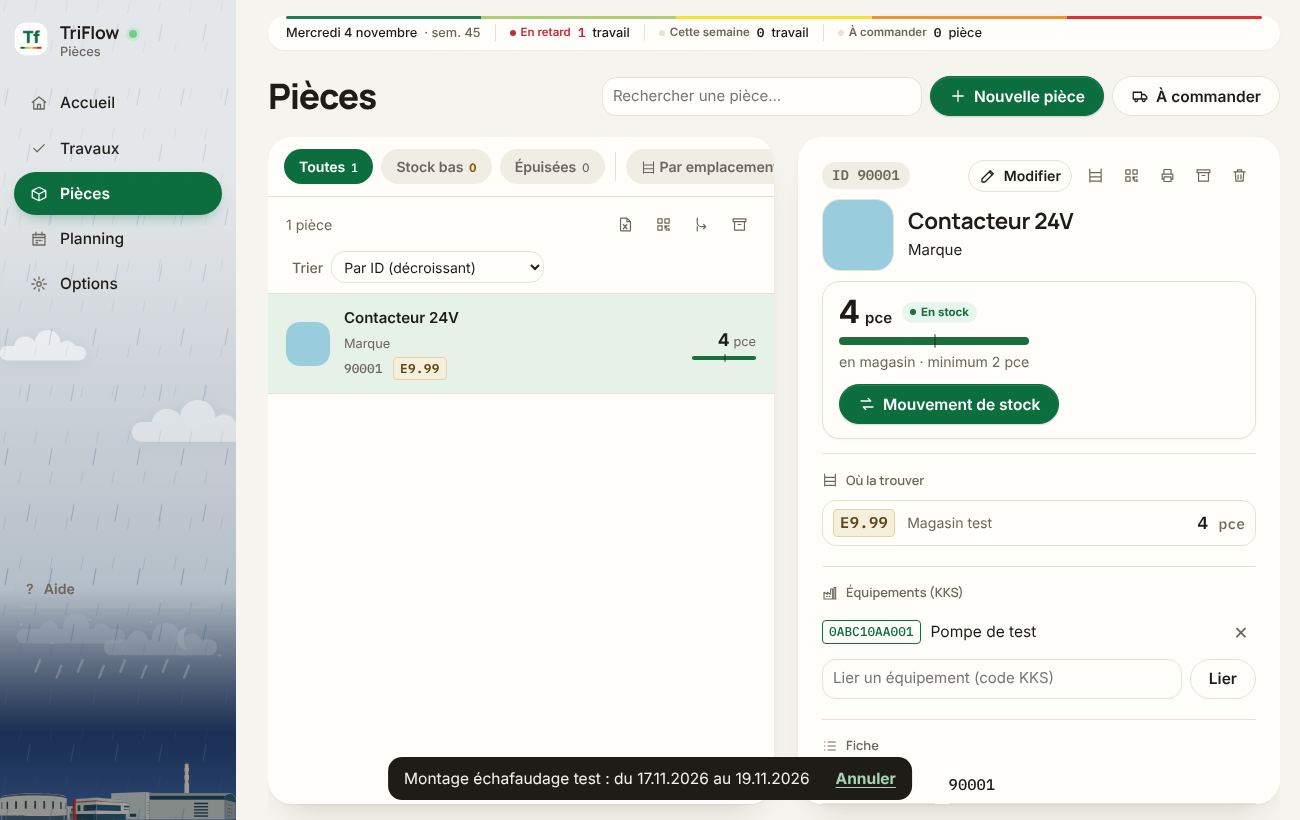 Tf TriFlow
Pièces
Accueil
Travaux
Pièces
Planning
Options
? Aide
Mercredi 4 novembre · sem. 45 En retard 1 travail Cette semaine 0 travail À commander 0 pièce
Pièces
Rechercher une pièce...
Nouvelle pièce
À commander
Toutes 1 Stock bas 0 Épuisées 0 Par emplacement
1 pièce
Trier Par ID (décroissant)
Contacteur 24V
Marque
90001 E9.99
4 pce
ID 90001 Modifier
Contacteur 24V
Marque
4 pce En stock
en magasin · minimum 2 pce
Mouvement de stock
Où la trouver
E9.99 Magasin test 4 pce
Équipements (KKS)
0ABC10AA001 Pompe de test
Lier un équipement (code KKS) Lier
Fiche
90001
Montage échafaudage test : du 17.11.2026 au 19.11.2026 Annuler